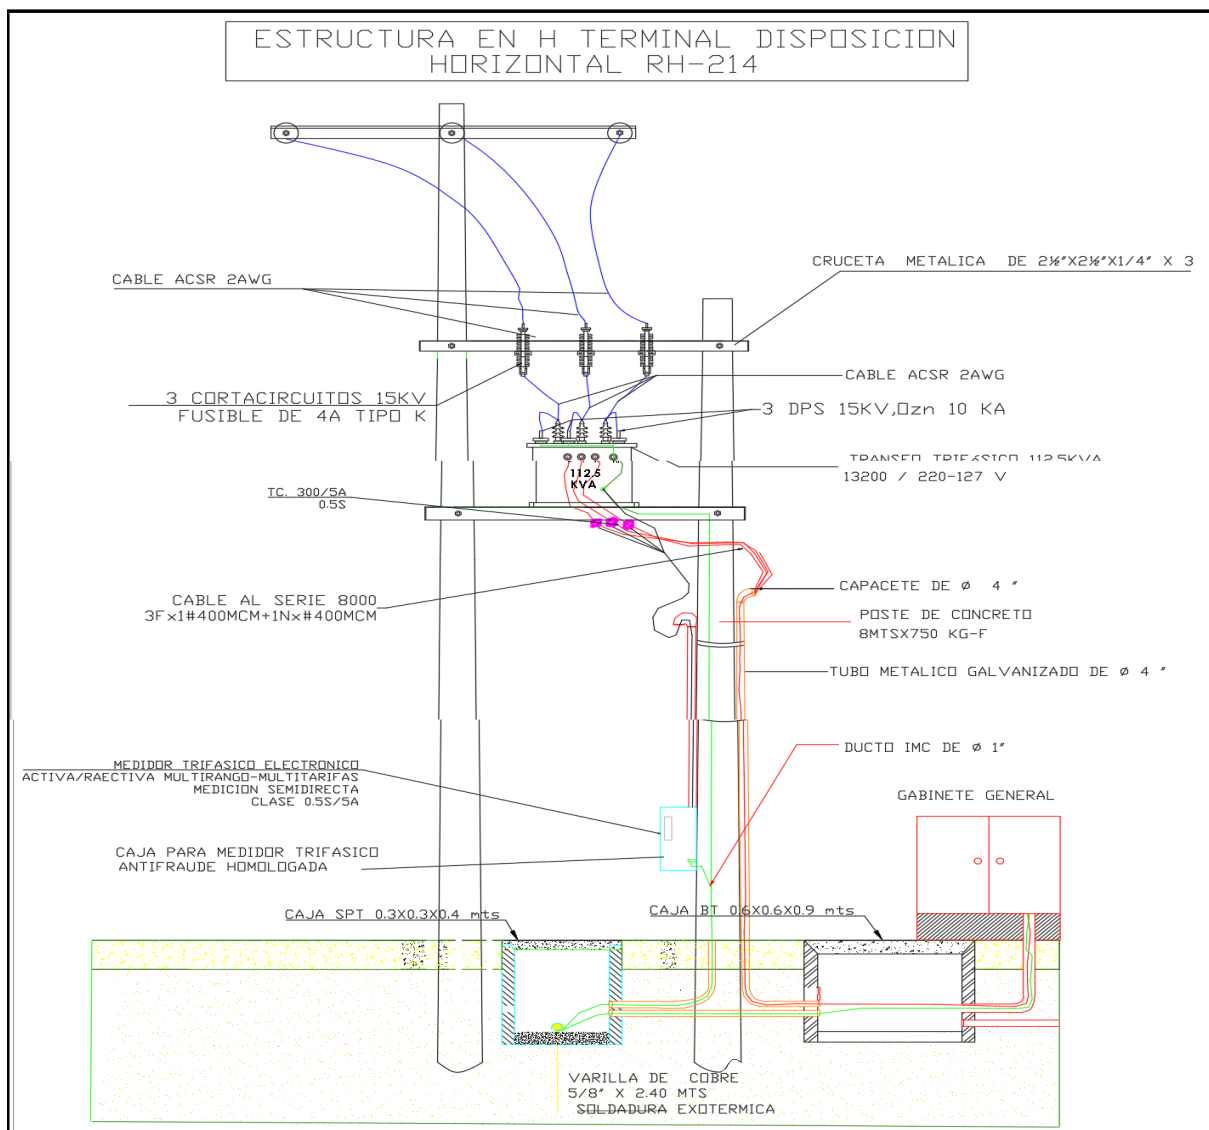 ESTRUCTURA EN H TERMINAL DISPOSICION
HORIZONTAL RH-214
CRUCETA METALICA DE 2½"X2½"X1/4" X 3
CABLE ACSR 2AWG
CABLE ACSR 2AWG
3 CORTACIRCUITOS 15KV
FUSIBLE DE 4A TIPO K
3 DPS 15KV,Ozn 10 KA
TRANSFO TRIFASICO 112.5KVA
13200 / 220-127 V
112.5
KVA
TC. 300/5A
0.5S
CAPACETE DE ø 4 "
CABLE AL SERIE 8000
3Fx1#400MCM+1Nx#400MCM
POSTE DE CONCRETO
8MTSX750 KG-F
TUBO METALICO GALVANIZADO DE ø 4 "
DUCTO IMC DE ø 1"
MEDIDOR TRIFASICO ELECTRONICO
ACTIVA/RAECTIVA MULTIRANGO-MULTITARIFAS
MEDICION SEMIDIRECTA
CLASE 0.5S/5A
GABINETE GENERAL
CAJA PARA MEDIDOR TRIFASICO
ANTIFRAUDE HOMOLOGADA
CAJA SPT 0.3X0.3X0.4 mts
CAJA BT 0.6X0.6X0.9 mts
VARILLA DE COBRE
5/8" X 2.40 MTS
SOLDADURA EXOTERMICA